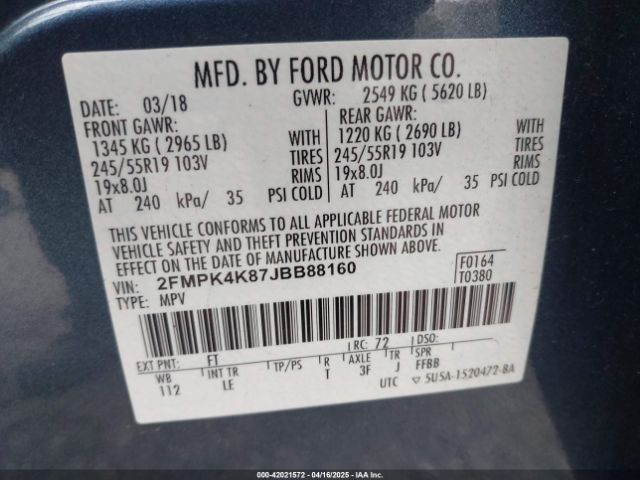 MFD. BY FORD MOTOR CO.
DATE: 03/18 GVWR: 2549 KG ( 5620 LB)
FRONT GAWR: REAR GAWR:
1345 KG ( 2965 LB) WITH 1220 KG ( 2690 LB) WITH
245/55R19 103V TIRES 245/55R19 103V TIRES
19x8.0J RIMS 19x8.0J RIMS
AT 240 kPa/ 35 PSI COLD AT 240 kPa/ 35 PSI COLD
THIS VEHICLE CONFORMS TO ALL APPLICABLE FEDERAL MOTOR
VEHICLE SAFETY AND THEFT PREVENTION STANDARDS IN
EFFECT ON THE DATE OF MANUFACTURE SHOWN ABOVE.
VIN: 2FMPK4K87JBB88160 F0164
TYPE: MPV T0380
EXT PNT: FT RC: 72 DSO:
WB INT TR TP/PS R AXLE TR SPR
112 LE T 3F J FFBB
UTC 5U5A-1520472-BA
000-42021572 - 04/16/2025 - IAAI.COM